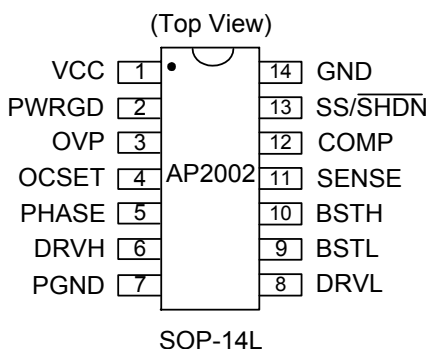 (Top View)
VCC 1 14 GND
PWRGD 2 13 SS/SHDN
OVP 3 12 COMP
OCSET 4 AP2002 11 SENSE
PHASE 5 10 BSTH
DRVH 6 9 BSTL
PGND 7 8 DRVL
SOP-14L